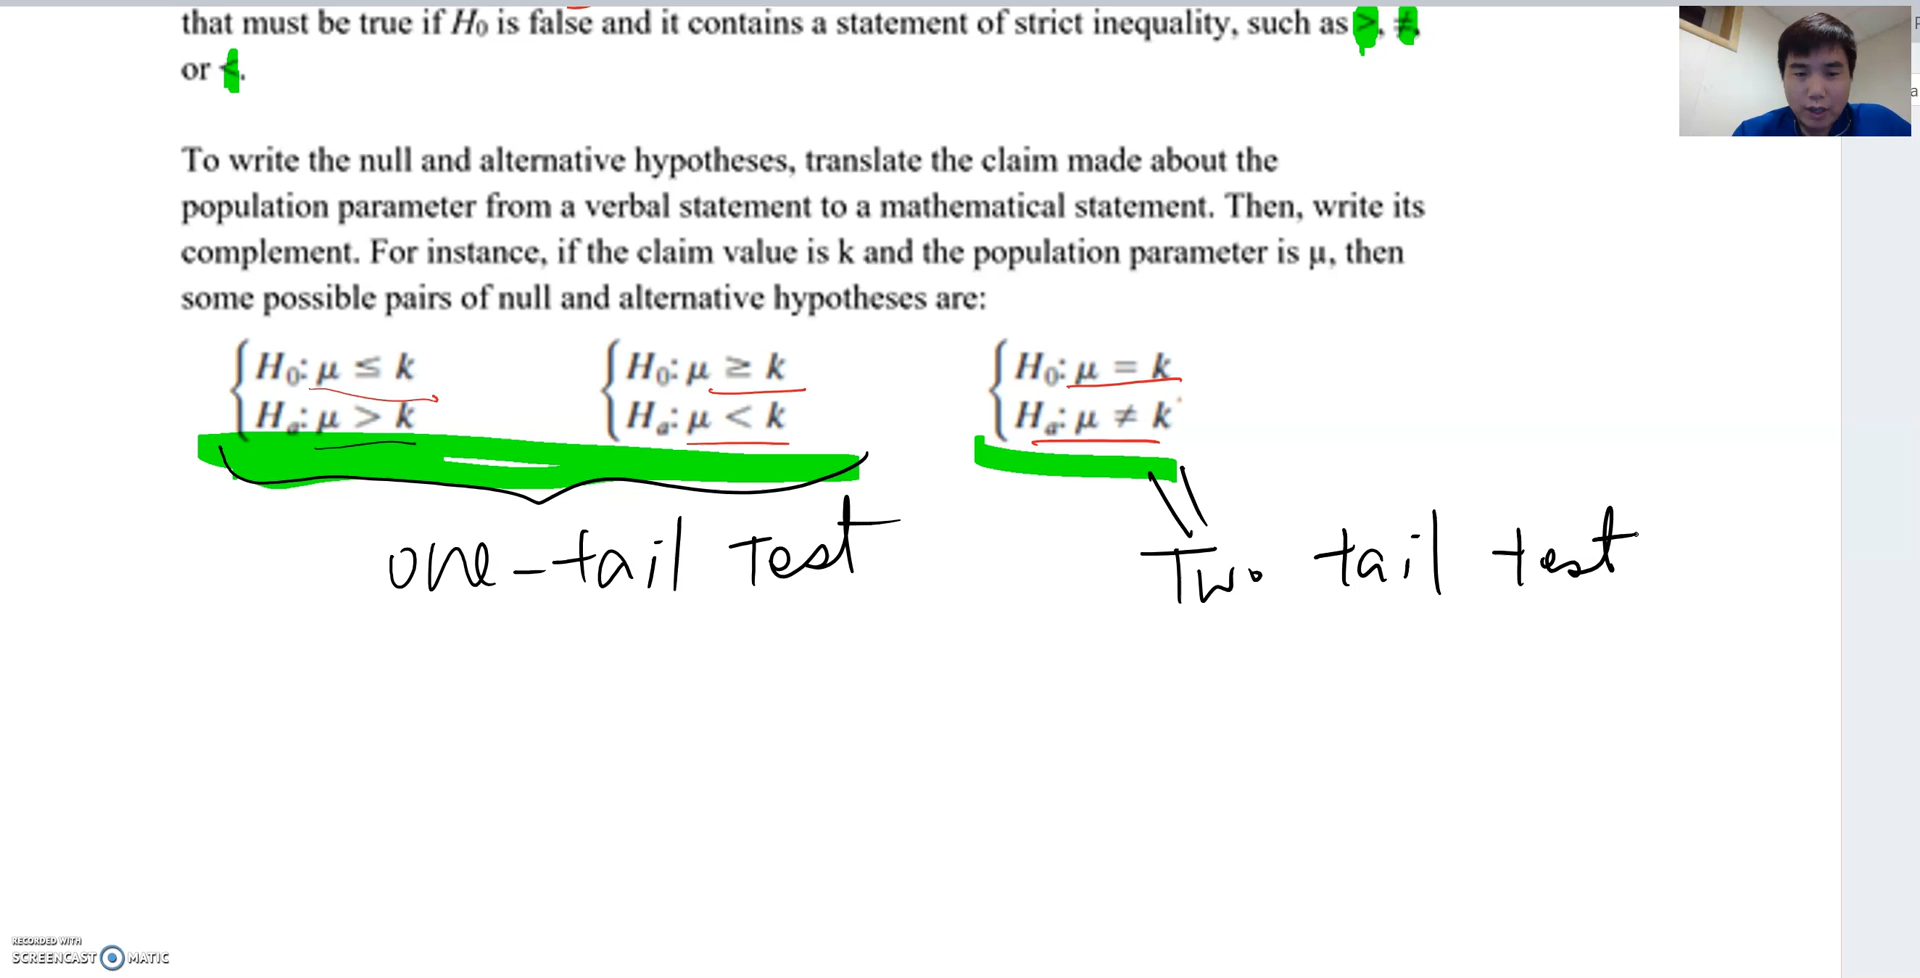 that must be true if H₀ is false and it contains a statement of strict inequality, such as >, ≠,
or <.
To write the null and alternative hypotheses, translate the claim made about the
population parameter from a verbal statement to a mathematical statement. Then, write its
complement. For instance, if the claim value is k and the population parameter is μ, then
some possible pairs of null and alternative hypotheses are:
{H₀: μ ≤ k {H₀: μ ≥ k {H₀: μ = k
Hₐ: μ > k Hₐ: μ < k Hₐ: μ ≠ k
one-tail Test Two tail test
RECORDED WITH
SCREENCAST MATIC